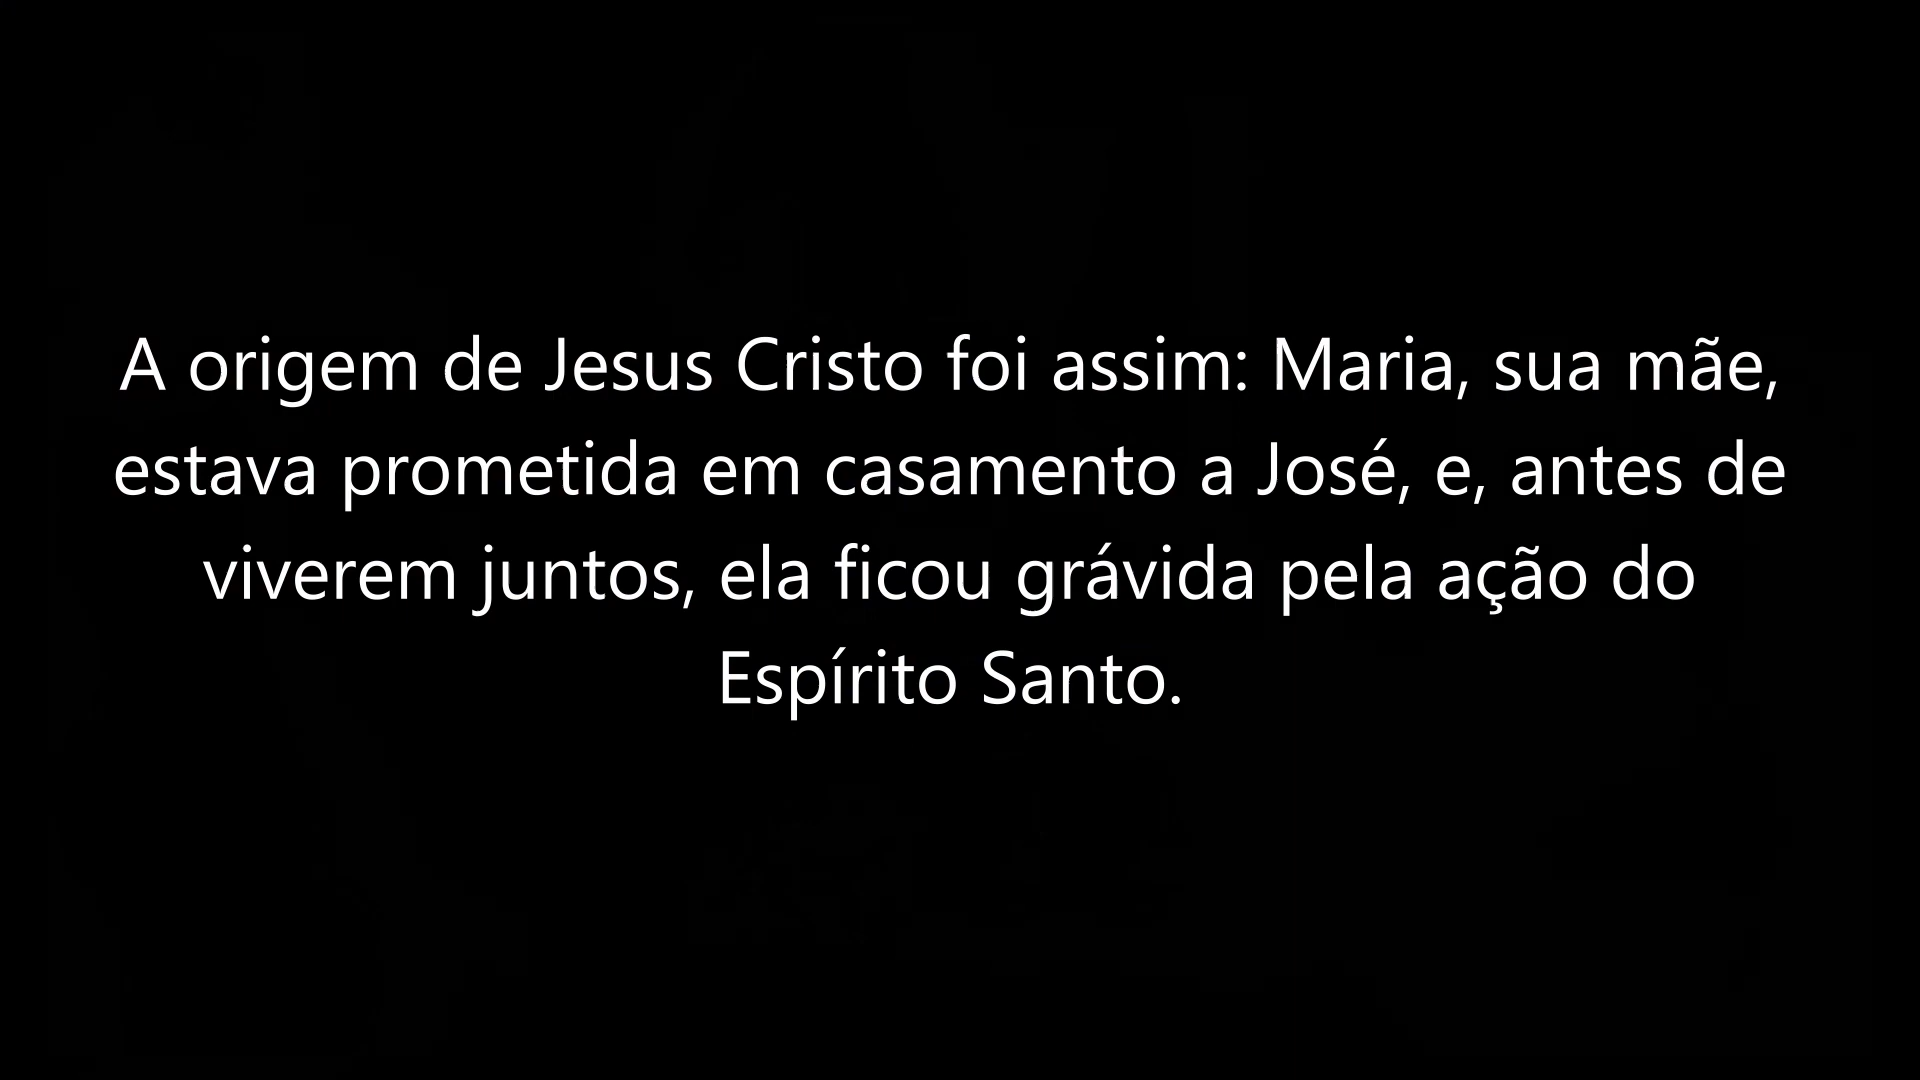 A origem de Jesus Cristo foi assim: Maria, sua mãe,
estava prometida em casamento a José, e, antes de
viverem juntos, ela ficou grávida pela ação do
Espírito Santo.